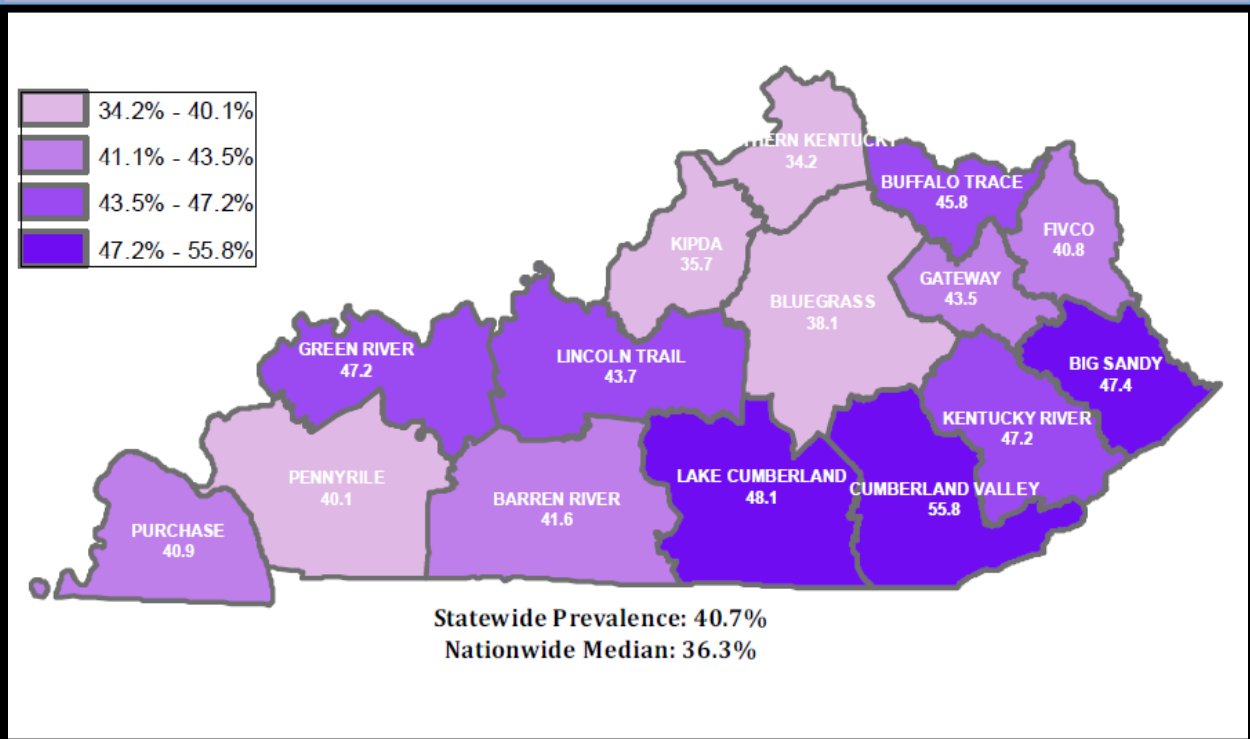 34.2% - 40.1%
41.1% - 43.5%
43.5% - 47.2%
47.2% - 55.8%
THERN KENTUCKY
34.2
BUFFALO TRACE
45.8
FIVCO
40.8
KIPDA
35.7
GATEWAY
43.5
BLUEGRASS
38.1
GREEN RIVER
47.2
LINCOLN TRAIL
43.7
BIG SANDY
47.4
KENTUCKY RIVER
47.2
PENNYRILE
40.1
LAKE CUMBERLAND
48.1
CUMBERLAND VALLEY
55.8
BARREN RIVER
41.6
PURCHASE
40.9
Statewide Prevalence: 40.7%
Nationwide Median: 36.3%